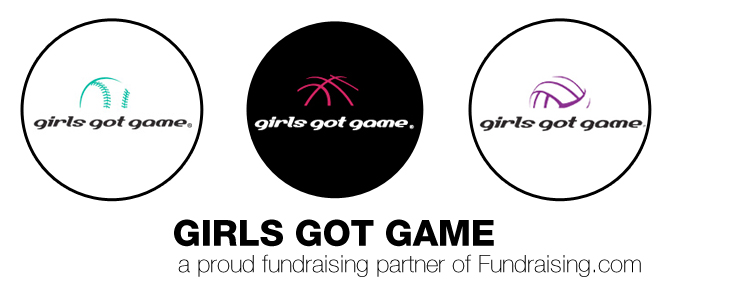 girls got game®
girls got game®
girls got game
GIRLS GOT GAME
a proud fundraising partner of Fundraising.com